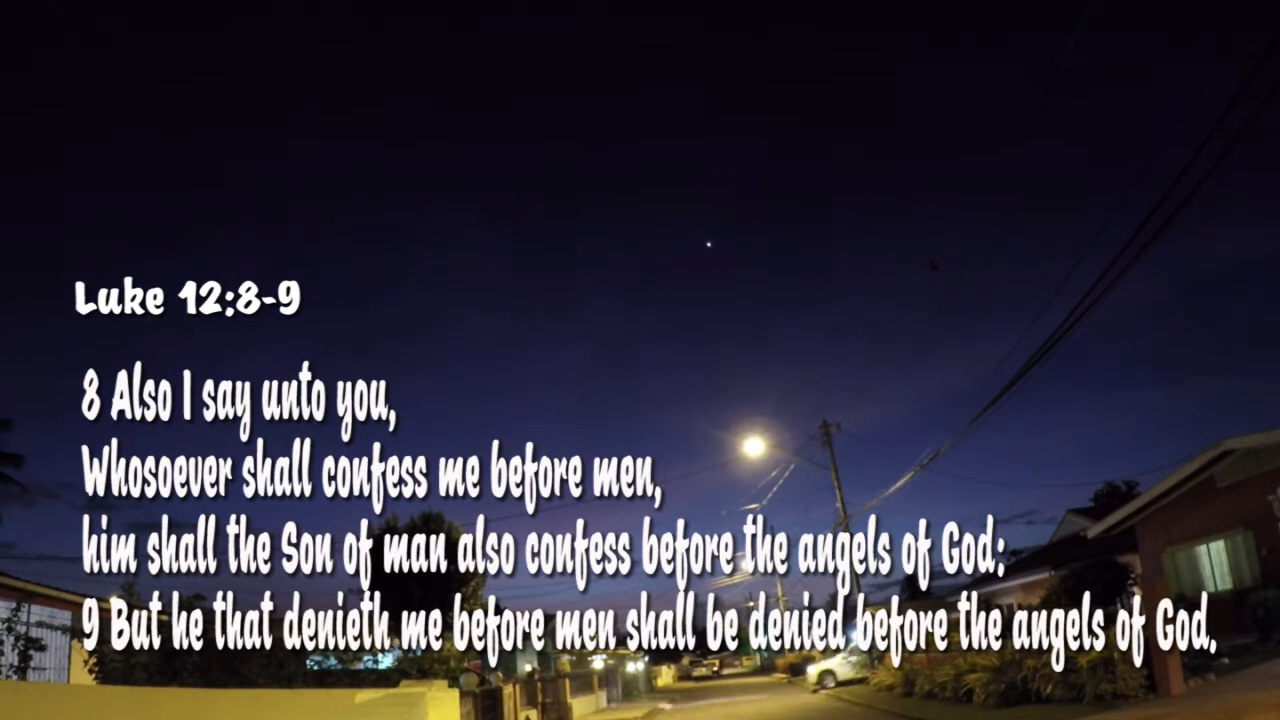 Luke 12:8-9
8 Also I say unto you,
Whosoever shall confess me before men,
him shall the Son of man also confess before the angels of God:
9 But he that denieth me before men shall be denied before the angels of God.